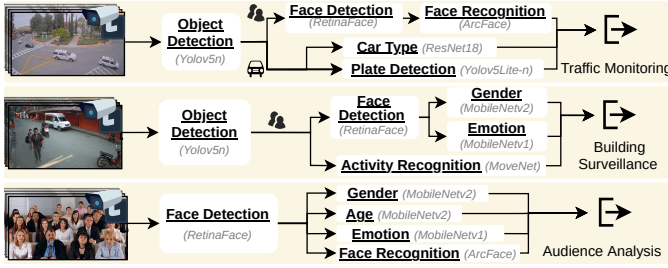 Object
Detection
(Yolov5n)
Face Detection
(RetinaFace)
Face Recognition
(ArcFace)
Car Type (ResNet18)
Plate Detection (Yolov5Lite-n)
Traffic Monitoring
Object
Detection
(Yolov5n)
Face
Detection
(RetinaFace)
Gender
(MobileNetv2)
Emotion
(MobileNetv1)
Activity Recognition (MoveNet)
Building
Surveillance
Face Detection
(RetinaFace)
Gender (MobileNetv2)
Age (MobileNetv2)
Emotion (MobileNetv1)
Face Recognition (ArcFace)
Audience Analysis